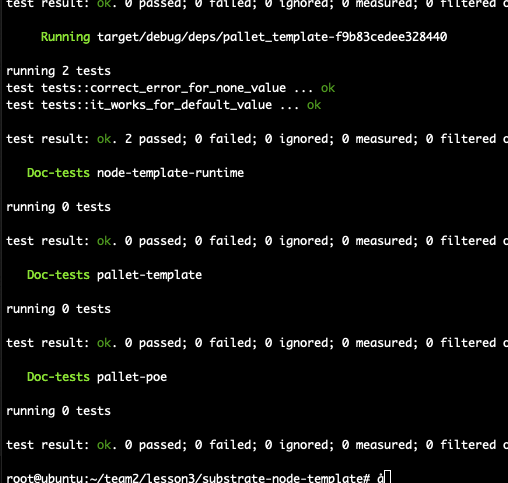 test result: ok. 0 passed; 0 failed; 0 ignored; 0 measured; 0 filtered
Running target/debug/deps/pallet_template-f9b83cedee328440
running 2 tests
test tests::correct_error_for_none_value ... ok
test tests::it_works_for_default_value ... ok
test result: ok. 2 passed; 0 failed; 0 ignored; 0 measured; 0 filtered
Doc-tests node-template-runtime
running 0 tests
test result: ok. 0 passed; 0 failed; 0 ignored; 0 measured; 0 filtered
Doc-tests pallet-template
running 0 tests
test result: ok. 0 passed; 0 failed; 0 ignored; 0 measured; 0 filtered
Doc-tests pallet-poe
running 0 tests
test result: ok. 0 passed; 0 failed; 0 ignored; 0 measured; 0 filtered
root@ubuntu:~/team2/lesson3/substrate-node-template#